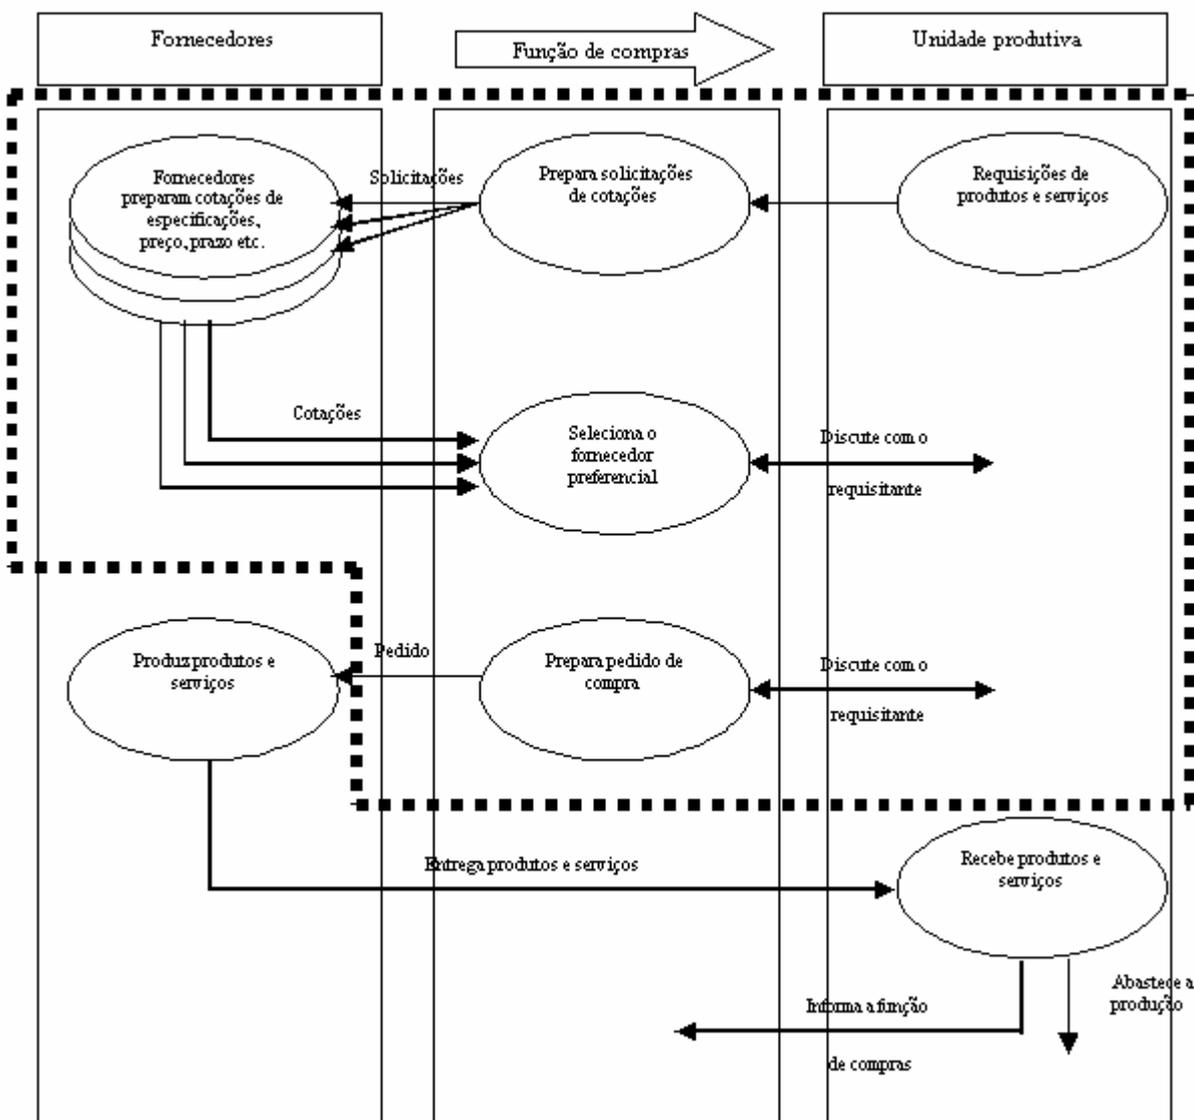 Fornecedores
Função de compras
Unidade produtiva
Fornecedores
preparam cotações de
especificações,
preço, prazo etc.
Solicitações
Prepara solicitações
de cotações
Requisições de
produtos e serviços
Cotações
Seleciona o
fornecedor
preferencial
Discute com o
requisitante
Produz produtos e
serviços
Pedido
Prepara pedido de
compra
Discute com o
requisitante
Entrega produtos e serviços
Recebe produtos e
serviços
Informa a função
de compras
Abastece a
produção